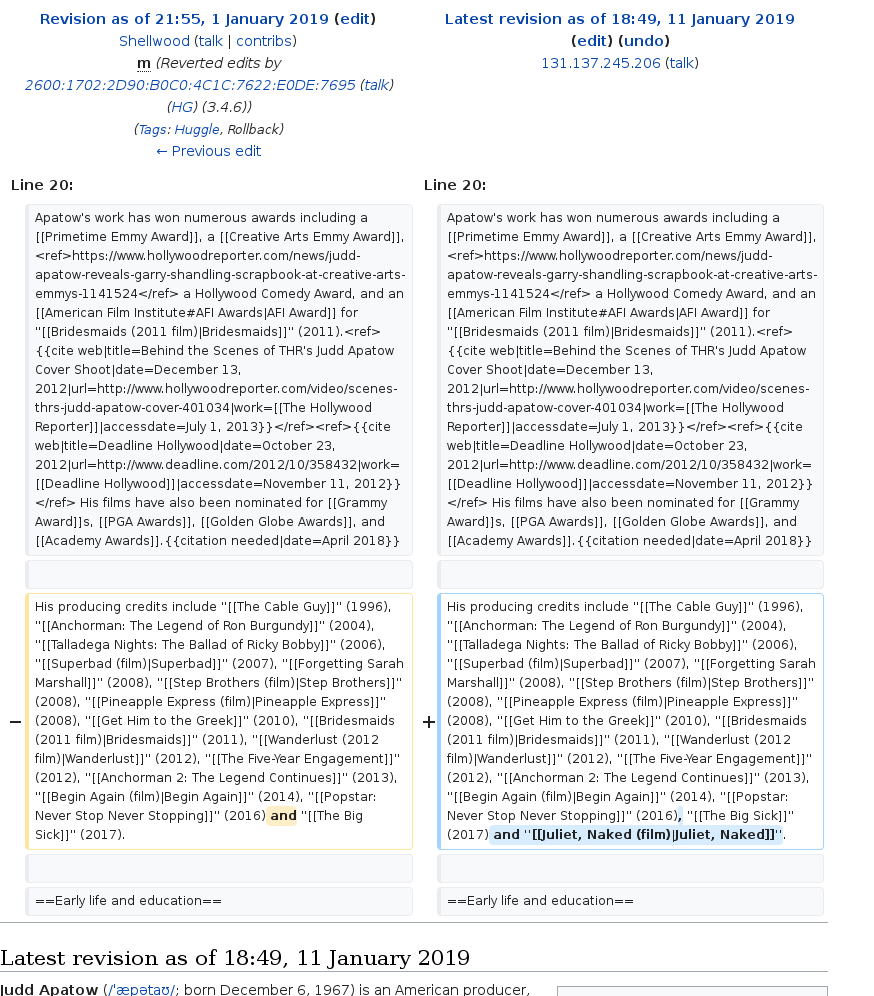 Revision as of 21:55, 1 January 2019 (edit)
Shellwood (talk | contribs)
m (Reverted edits by
2600:1702:2D90:B0C0:4C1C:7622:E0DE:7695 (talk)
(HG) (3.4.6))
(Tags: Huggle, Rollback)
← Previous edit
Latest revision as of 18:49, 11 January 2019
(edit) (undo)
131.137.245.206 (talk)
Line 20:
Apatow's work has won numerous awards including a
[[Primetime Emmy Award]], a [[Creative Arts Emmy Award]],
<ref>https://www.hollywoodreporter.com/news/judd-
apatow-reveals-garry-shandling-scrapbook-at-creative-arts-
emmys-1141524</ref> a Hollywood Comedy Award, and an
[[American Film Institute#AFI Awards|AFI Award]] for
''[[Bridesmaids (2011 film)|Bridesmaids]]'' (2011).<ref>
{{cite web|title=Behind the Scenes of THR's Judd Apatow
Cover Shoot|date=December 13,
2012|url=http://www.hollywoodreporter.com/video/scenes-
thrs-judd-apatow-cover-401034|work=[[The Hollywood
Reporter]]|accessdate=July 1, 2013}}</ref><ref>{{cite
web|title=Deadline Hollywood|date=October 23,
2012|url=http://www.deadline.com/2012/10/358432|work=
[[Deadline Hollywood]]|accessdate=November 11, 2012}}
</ref> His films have also been nominated for [[Grammy
Award]]s, [[PGA Awards]], [[Golden Globe Awards]], and
[[Academy Awards]].{{citation needed|date=April 2018}}
− His producing credits include ''[[The Cable Guy]]'' (1996),
''[[Anchorman: The Legend of Ron Burgundy]]'' (2004),
''[[Talladega Nights: The Ballad of Ricky Bobby]]'' (2006),
''[[Superbad (film)|Superbad]]'' (2007), ''[[Forgetting Sarah
Marshall]]'' (2008), ''[[Step Brothers (film)|Step Brothers]]''
(2008), ''[[Pineapple Express (film)|Pineapple Express]]''
(2008), ''[[Get Him to the Greek]]'' (2010), ''[[Bridesmaids
(2011 film)|Bridesmaids]]'' (2011), ''[[Wanderlust (2012
film)|Wanderlust]]'' (2012), ''[[The Five-Year Engagement]]''
(2012), ''[[Anchorman 2: The Legend Continues]]'' (2013),
''[[Begin Again (film)|Begin Again]]'' (2014), ''[[Popstar:
Never Stop Never Stopping]]'' (2016) and ''[[The Big
Sick]]'' (2017).
==Early life and education==
Line 20:
Apatow's work has won numerous awards including a
[[Primetime Emmy Award]], a [[Creative Arts Emmy Award]],
<ref>https://www.hollywoodreporter.com/news/judd-
apatow-reveals-garry-shandling-scrapbook-at-creative-arts-
emmys-1141524</ref> a Hollywood Comedy Award, and an
[[American Film Institute#AFI Awards|AFI Award]] for
''[[Bridesmaids (2011 film)|Bridesmaids]]'' (2011).<ref>
{{cite web|title=Behind the Scenes of THR's Judd Apatow
Cover Shoot|date=December 13,
2012|url=http://www.hollywoodreporter.com/video/scenes-
thrs-judd-apatow-cover-401034|work=[[The Hollywood
Reporter]]|accessdate=July 1, 2013}}</ref><ref>{{cite
web|title=Deadline Hollywood|date=October 23,
2012|url=http://www.deadline.com/2012/10/358432|work=
[[Deadline Hollywood]]|accessdate=November 11, 2012}}
</ref> His films have also been nominated for [[Grammy
Award]]s, [[PGA Awards]], [[Golden Globe Awards]], and
[[Academy Awards]].{{citation needed|date=April 2018}}
+ His producing credits include ''[[The Cable Guy]]'' (1996),
''[[Anchorman: The Legend of Ron Burgundy]]'' (2004),
''[[Talladega Nights: The Ballad of Ricky Bobby]]'' (2006),
''[[Superbad (film)|Superbad]]'' (2007), ''[[Forgetting Sarah
Marshall]]'' (2008), ''[[Step Brothers (film)|Step Brothers]]''
(2008), ''[[Pineapple Express (film)|Pineapple Express]]''
(2008), ''[[Get Him to the Greek]]'' (2010), ''[[Bridesmaids
(2011 film)|Bridesmaids]]'' (2011), ''[[Wanderlust (2012
film)|Wanderlust]]'' (2012), ''[[The Five-Year Engagement]]''
(2012), ''[[Anchorman 2: The Legend Continues]]'' (2013),
''[[Begin Again (film)|Begin Again]]'' (2014), ''[[Popstar:
Never Stop Never Stopping]]'' (2016), ''[[The Big Sick]]''
(2017) and ''[[Juliet, Naked (film)|Juliet, Naked]]''.
==Early life and education==
Latest revision as of 18:49, 11 January 2019
Judd Apatow (/ˈæpətaʊ/; born December 6, 1967) is an American producer,